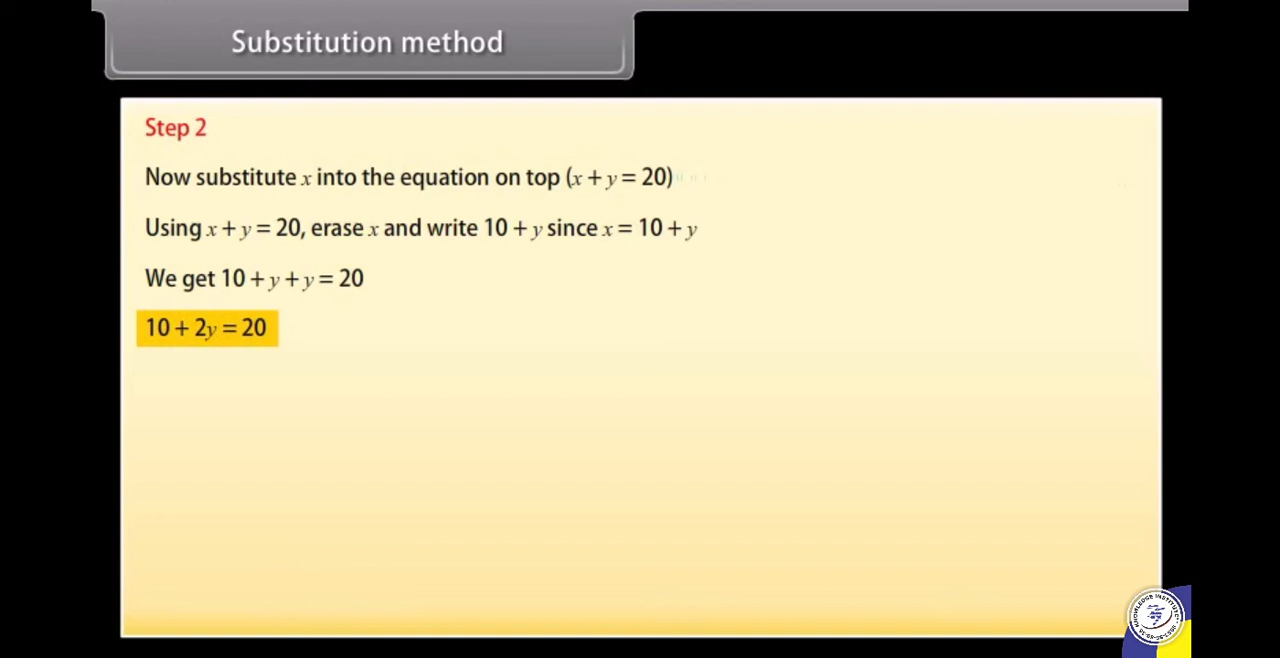 Substitution method
Step 2
Now substitute x into the equation on top (x + y = 20)
Using x + y = 20, erase x and write 10 + y since x = 10 + y
We get 10 + y + y = 20
10 + 2y = 20